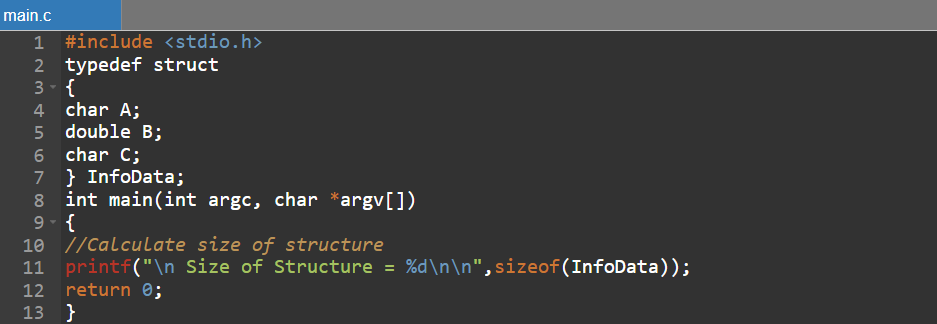 main.c
1 #include <stdio.h>
2 typedef struct
3 {
4 char A;
5 double B;
6 char C;
7 } InfoData;
8 int main(int argc, char *argv[])
9 {
10 //Calculate size of structure
11 printf("\n Size of Structure = %d\n\n",sizeof(InfoData));
12 return 0;
13 }